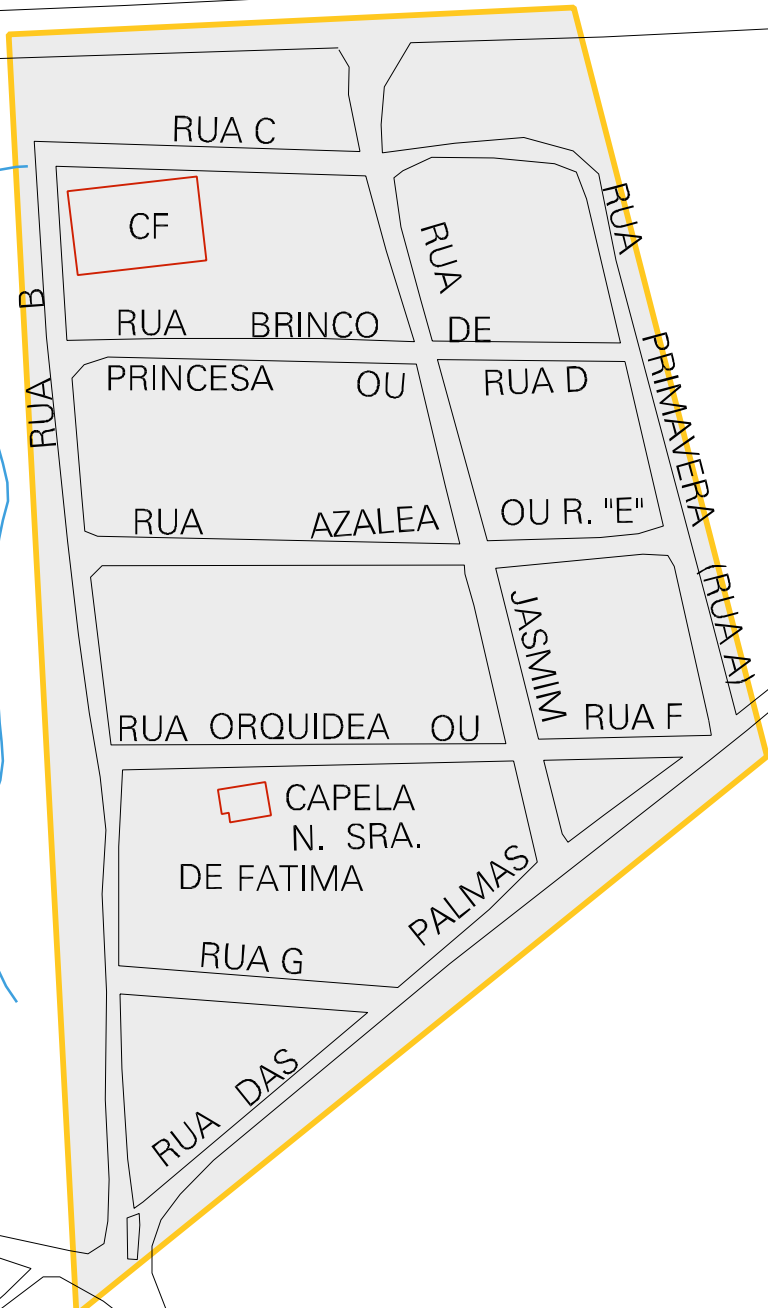 RUA C
CF
RUA B
RUA JASMIM
RUA PRIMAVERA (RUA A)
RUA BRINCO DE
PRINCESA OU RUA D
RUA AZALEA OU R. "E"
RUA ORQUIDEA OU RUA F
CAPELA
N. SRA.
DE FATIMA
RUA G
RUA DAS PALMAS